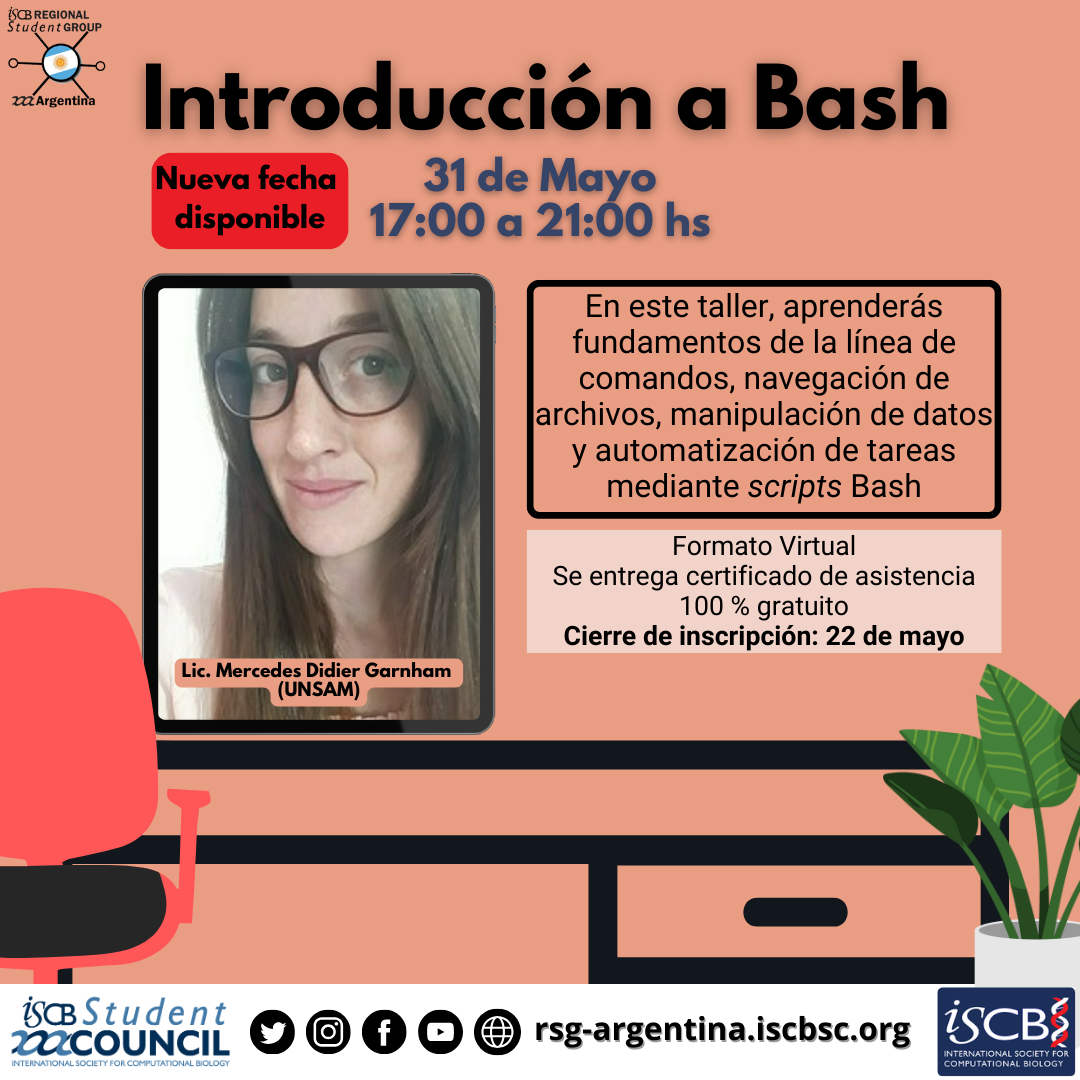 iSCB REGIONAL
Student GROUP
Argentina
Introducción a Bash
Nueva fecha
disponible
31 de Mayo
17:00 a 21:00 hs
En este taller, aprenderás
fundamentos de la línea de
comandos, navegación de
archivos, manipulación de datos
y automatización de tareas
mediante scripts Bash
Formato Virtual
Se entrega certificado de asistencia
100 % gratuito
Cierre de inscripción: 22 de mayo
Lic. Mercedes Didier Garnham
(UNSAM)
iSCB Student
COUNCIL
INTERNATIONAL SOCIETY FOR COMPUTATIONAL BIOLOGY
rsg-argentina.iscbsc.org
iSCB
INTERNATIONAL SOCIETY FOR
COMPUTATIONAL BIOLOGY